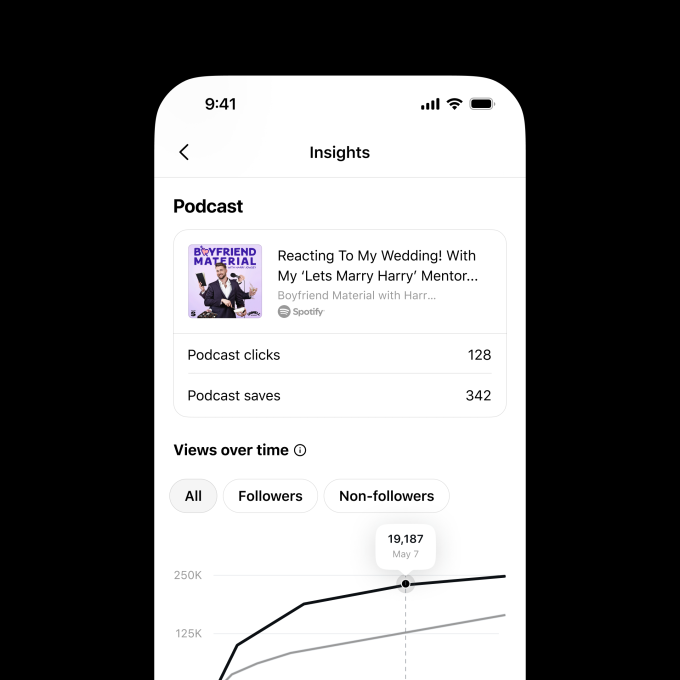 9:41
Insights
Podcast
BOYFRIEND
MATERIAL
Reacting To My Wedding! With
My ‘Lets Marry Harry’ Mentor...
Boyfriend Material with Harr...
Spotify
Podcast clicks 128
Podcast saves 342
Views over time
All Followers Non-followers
19,187
May 7
250K
125K